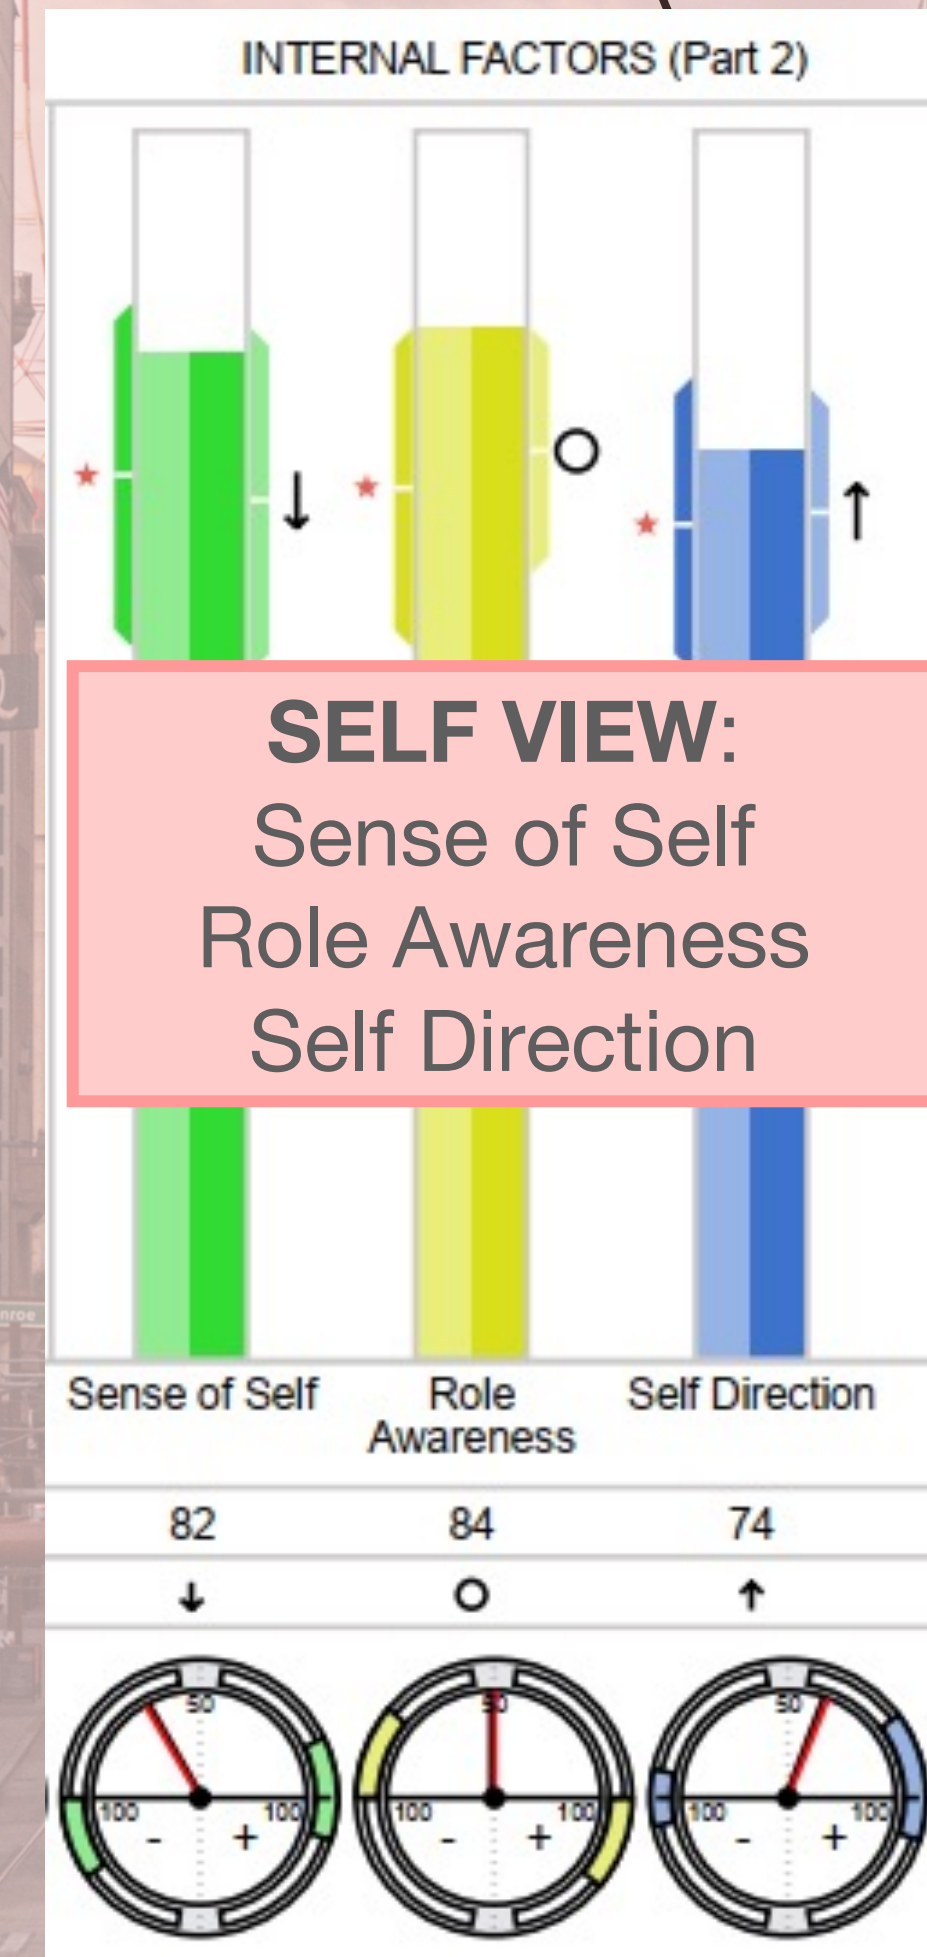 INTERNAL FACTORS (Part 2)
SELF VIEW:
Sense of Self
Role Awareness
Self Direction
Sense of Self Role Self Direction
Awareness
82 84 74
50 50 50
100 100 100 100 100 100
- + - + - +
nroe